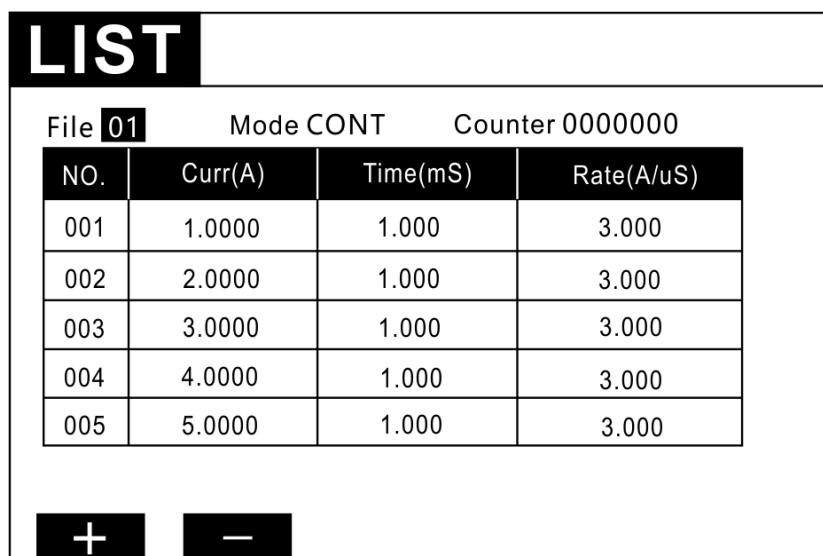 LIST
File 01 Mode CONT Counter 0000000
NO. Curr(A) Time(mS) Rate(A/uS)
001 1.0000 1.000 3.000
002 2.0000 1.000 3.000
003 3.0000 1.000 3.000
004 4.0000 1.000 3.000
005 5.0000 1.000 3.000
+ −